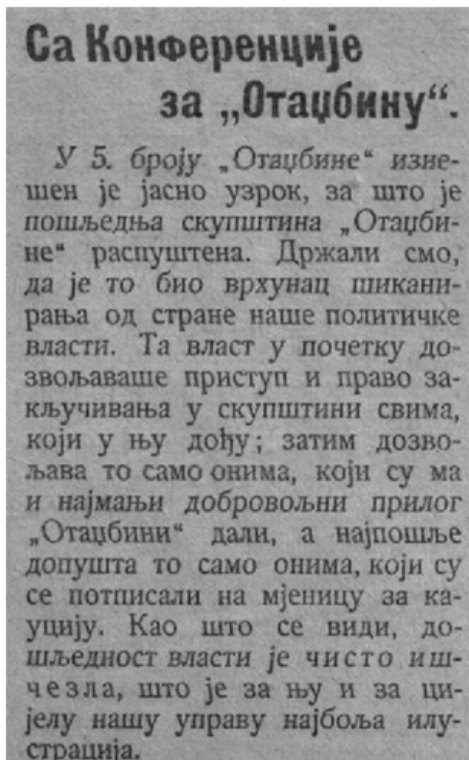 Са Конференције
за „Отаџбину“.
У 5. броју „Отаџбине“ изне-
шен је јасно узрок, за што је
пошљедња скупштина „Отаџби-
не“ распуштена. Држали смо,
да је то био врхунац шикани-
рања од стране наше политичке
власти. Та власт у почетку до-
звољаваше приступ и право за-
кључивања у скупштини свима,
који у њу дођу; затим дозво-
љава то само онима, који су ма
и најмањи добровољни прилог
„Отаџбини“ дали, а најпошље
допушта то само онима, који су
се потписали на мјеницу за ка-
уцију. Као што се види, до-
шљедност власти је чисто иш-
чезла, што је за њу и за ци-
јелу нашу управу најбоља илу-
страција.